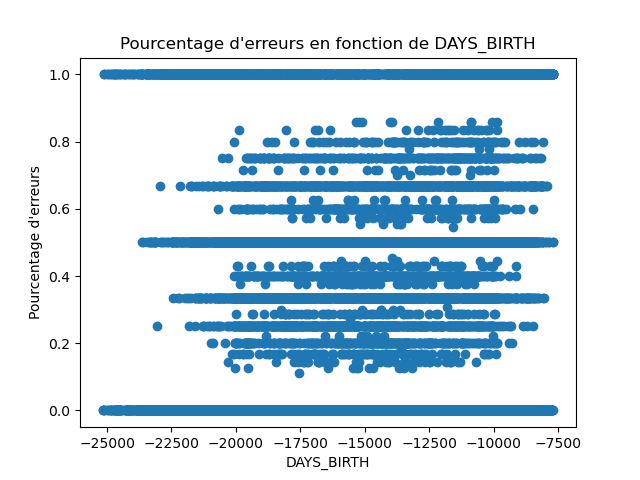 Pourcentage d'erreurs en fonction de DAYS_BIRTH
1.0
0.8
0.6
0.4
0.2
0.0
Pourcentage d'erreurs
−25000 −22500 −20000 −17500 −15000 −12500 −10000 −7500
DAYS_BIRTH